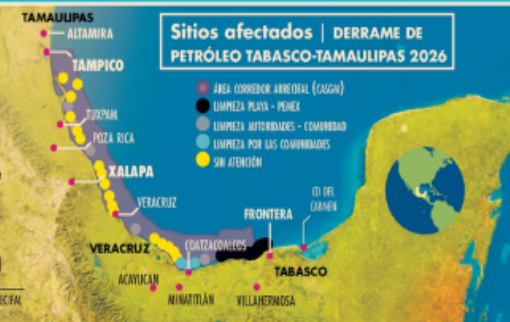 TAMAULIPAS
ALTAMIRA
TAMPICO
Sitios afectados | DERRAME DE
PETRÓLEO TABASCO-TAMAULIPAS 2026
ÁREA CORREDOR ARRECIFAL (CASGM)
LIMPIEZA PLAYA - PEMEX
LIMPIEZA AUTORIDADES - COMUNIDAD
LIMPIEZA POR LAS COMUNIDADES
SIN ATENCIÓN
TUXPAM
POZA RICA
XALAPA
VERACRUZ
FRONTERA
CD DEL
CARMEN
VERACRUZ
COATZACOALCOS
TABASCO
ACAYUCAN
MINATITLÁN
VILLAHERMOSA